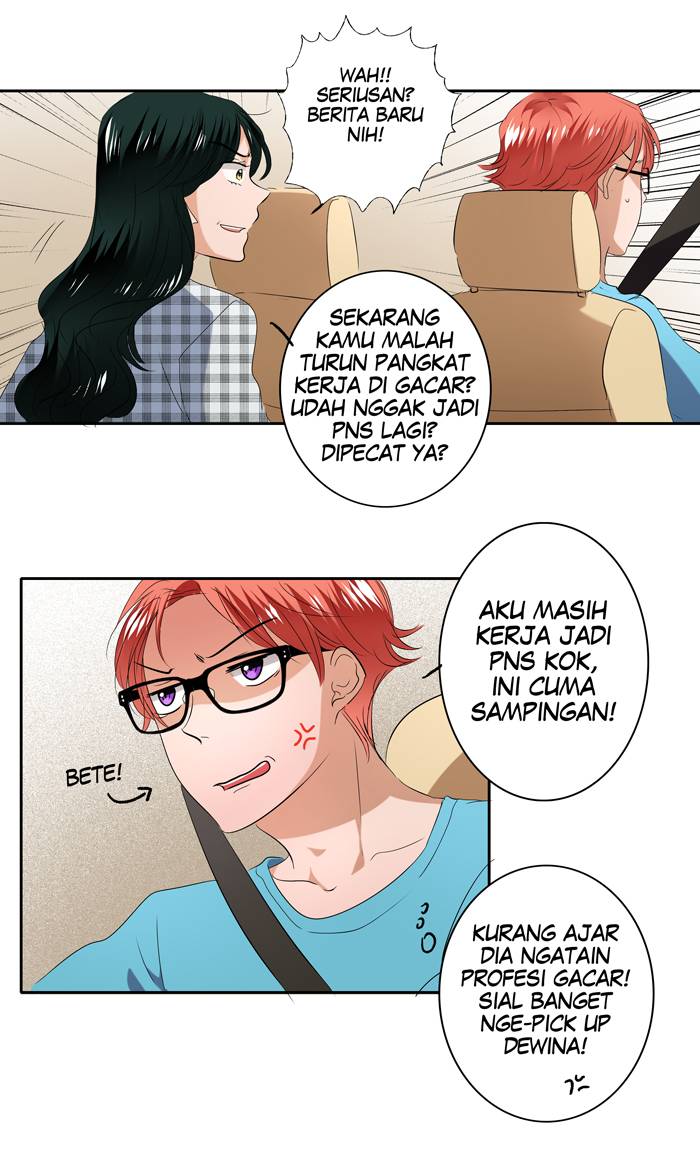 WAH!!
SERIUSAN?
BERITA BARU
NIH!
SEKARANG
KAMU MALAH
TURUN PANGKAT
KERJA DI GACAR?
UDAH NGGAK JADI
PNS LAGI?
DIPECAT YA?
AKU MASIH
KERJA JADI
PNS KOK,
INI CUMA
SAMPINGAN!
BETE!
KURANG AJAR
DIA NGATAIN
PROFESI GACAR!
SIAL BANGET
NGE-PICK UP
DEWINA!